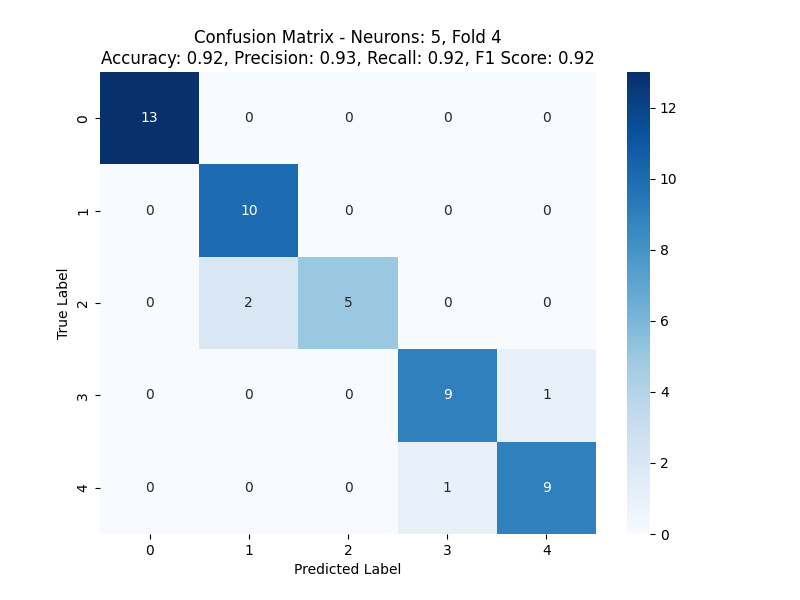 Confusion Matrix - Neurons: 5, Fold 4
Accuracy: 0.92, Precision: 0.93, Recall: 0.92, F1 Score: 0.92
0 13 0 0 0 0
1 0 10 0 0 0
2 0 2 5 0 0
3 0 0 0 9 1
4 0 0 0 1 9
0 1 2 3 4
Predicted Label
True Label
12
10
8
6
4
2
0